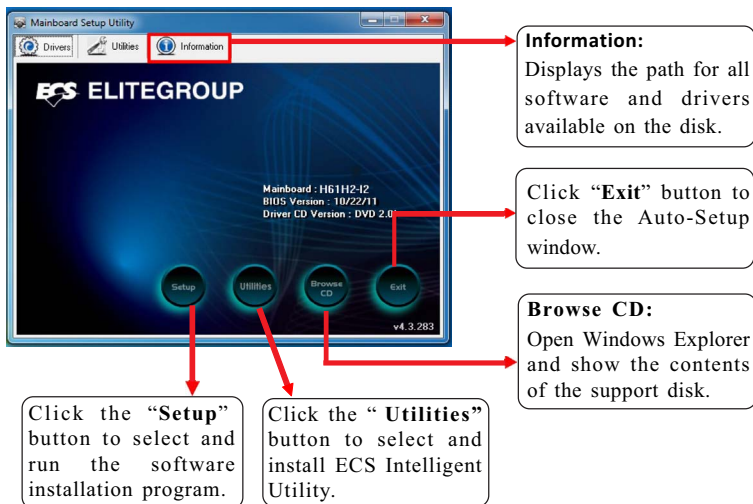 Mainboard Setup Utility
Drivers
Utilities
Information
ECS ELITEGROUP
Mainboard : H61H2-I2
BIOS Version : 10/22/11
Driver CD Version : DVD 2.0
Setup
Utilities
Browse
CD
Exit
v4.3.283
Information:
Displays the path for all
software and drivers
available on the disk.
Click “Exit” button to
close the Auto-Setup
window.
Browse CD:
Open Windows Explorer
and show the contents
of the support disk.
Click the “Setup”
button to select and
run the software
installation program.
Click the “ Utilities”
button to select and
install ECS Intelligent
Utility.